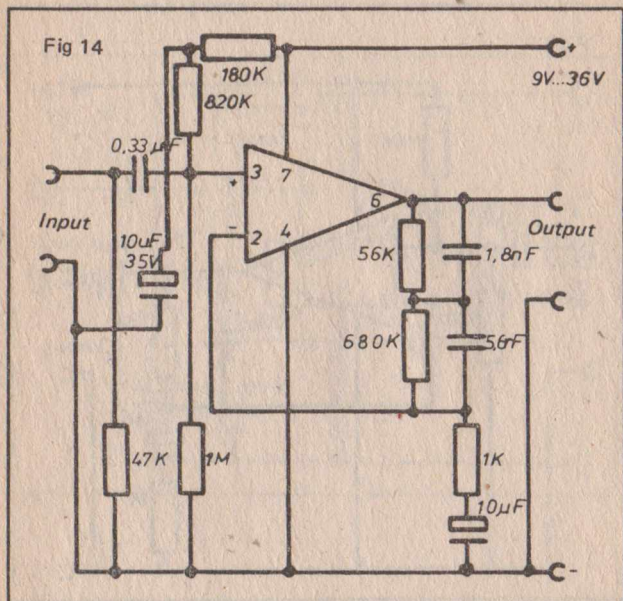 Fig 14
180K
820K
+
9V...36V
0,33 µF
3
7
+
6
Input
-
2
4
Output
10uF
35V
56K
1,8nF
680K
5,6nF
47K
1M
1K
10µF
-